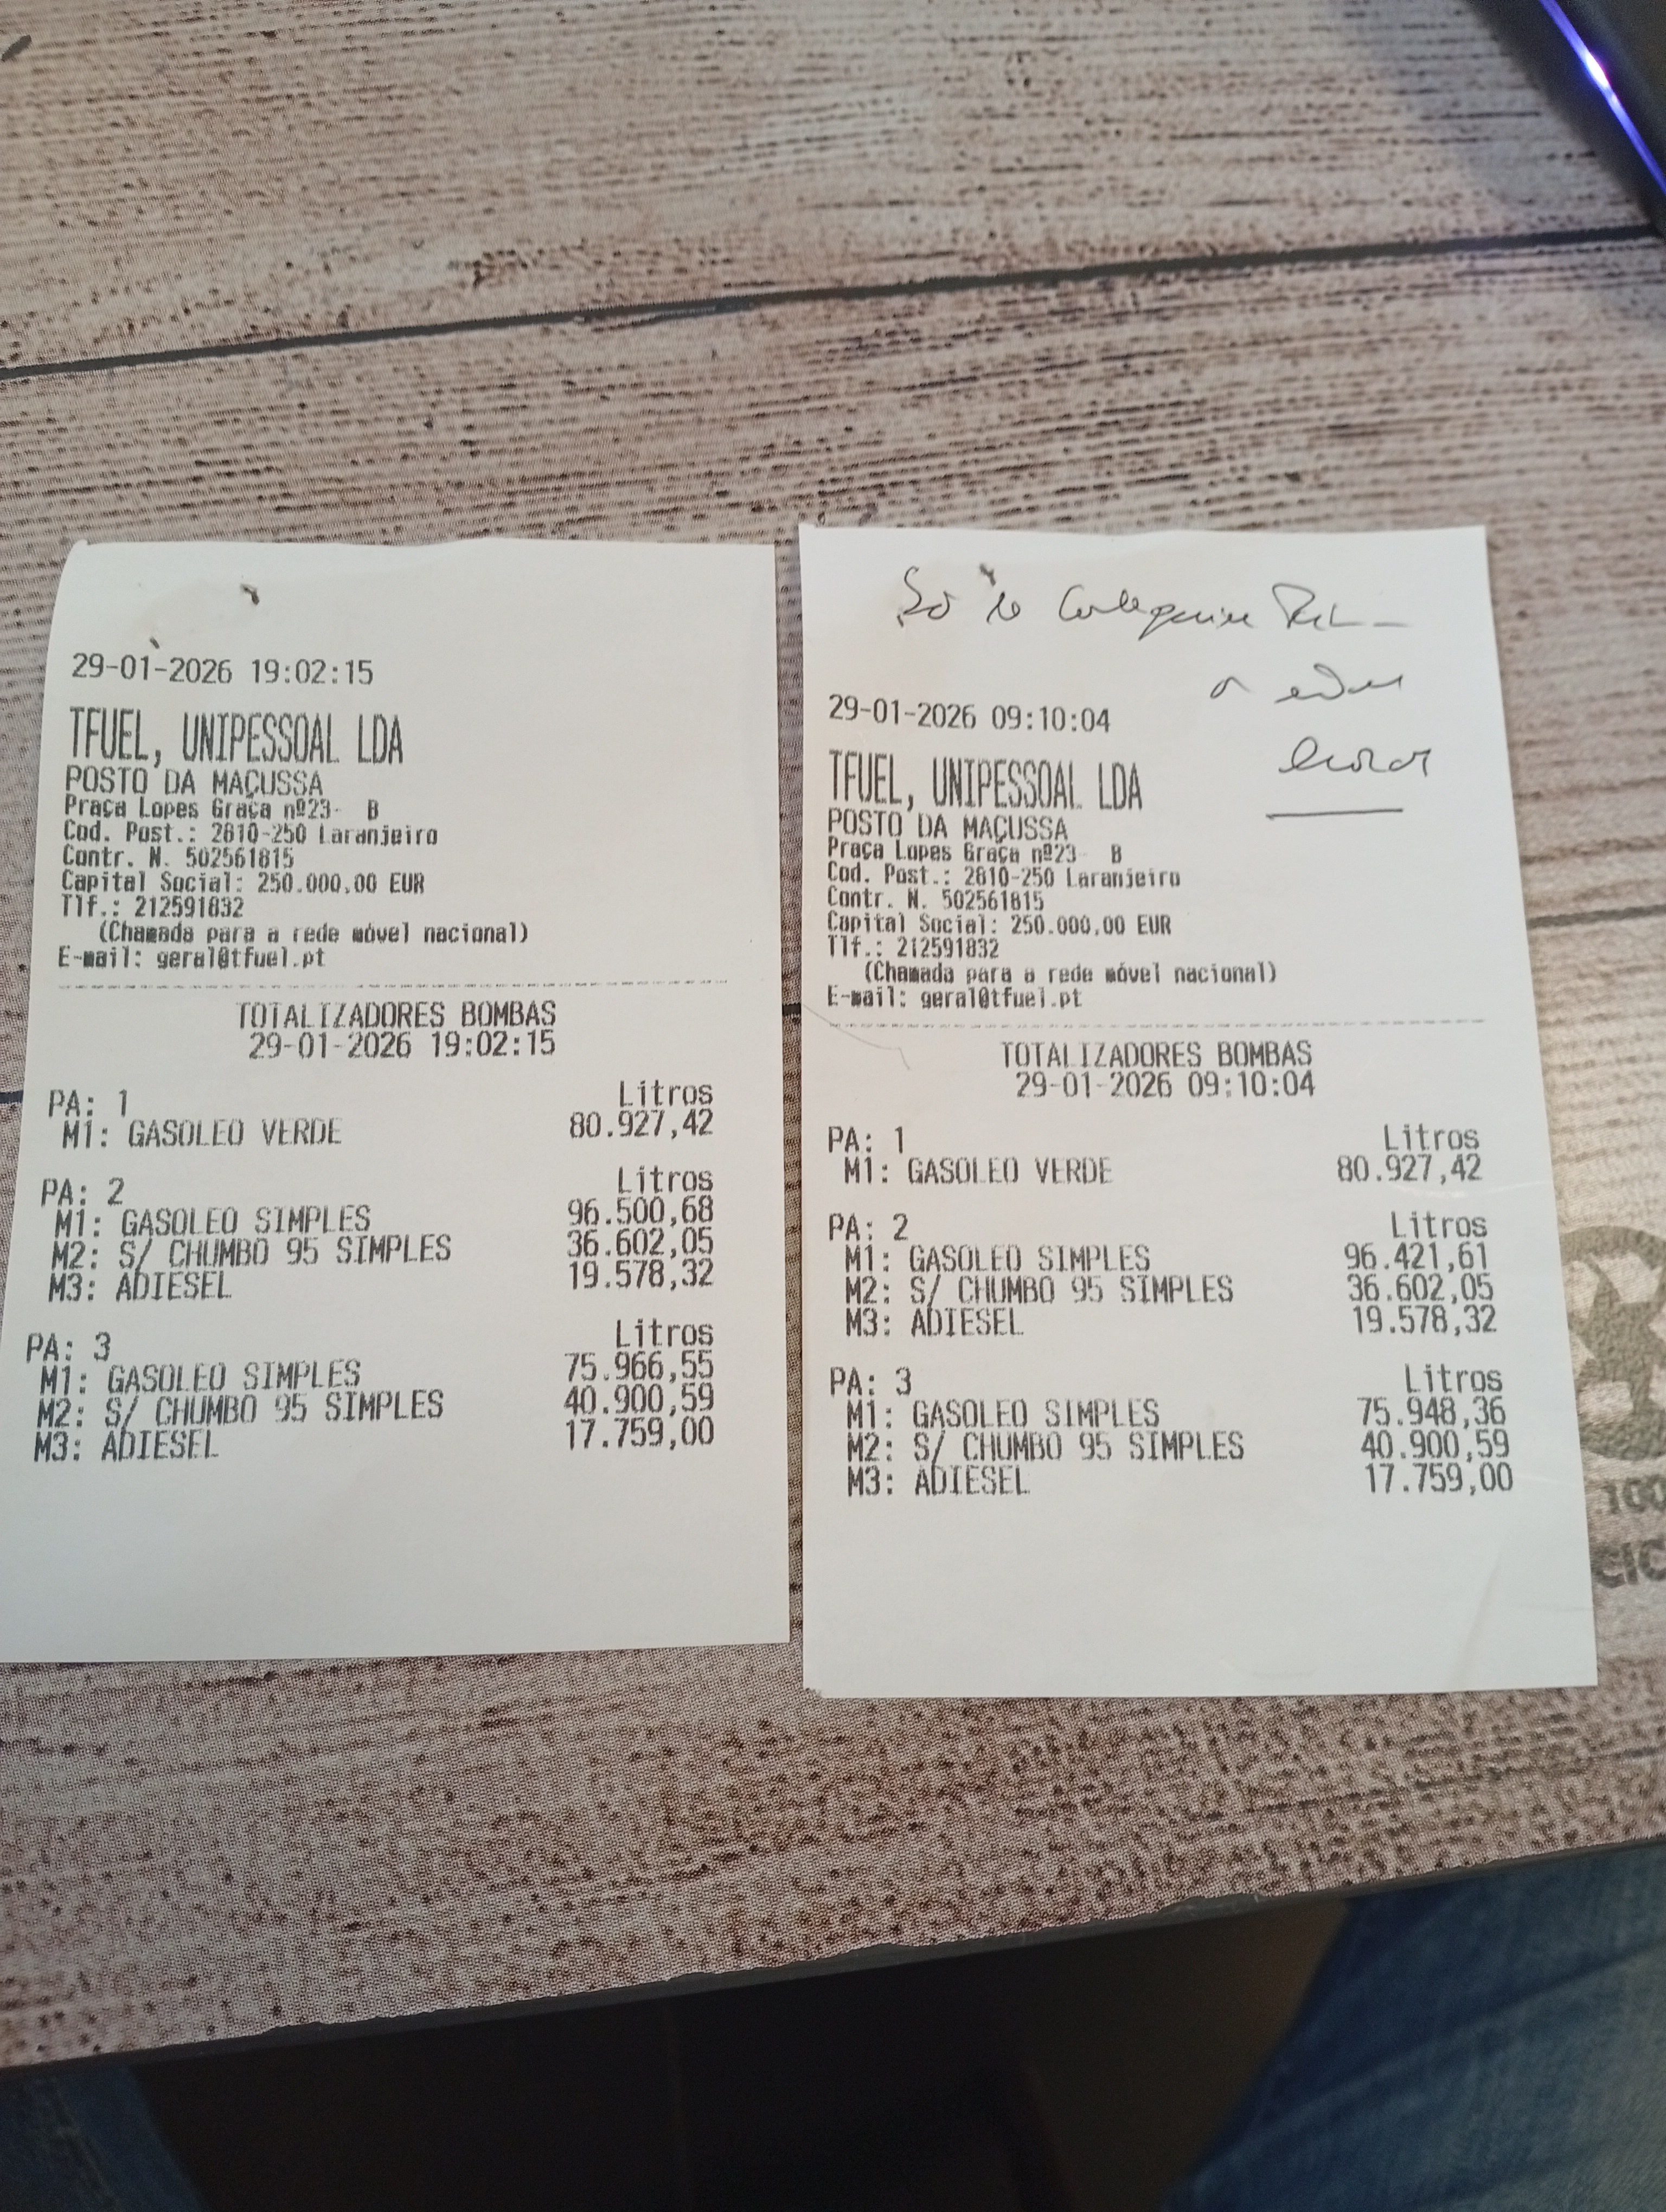 29-01-2026 19:02:15
TFUEL, UNIPESSOAL LDA
POSTO DA MAÇUSSA
Praça Lopes Graça nº23- B
Cod. Post.: 2810-250 Laranjeiro
Contr. N. 502561815
Capital Social: 250.000,00 EUR
Tlf.: 212591832
(Chamada para a rede móvel nacional)
E-mail: geral@tfuel.pt
TOTALIZADORES BOMBAS
29-01-2026 19:02:15
PA: 1 Litros
M1: GASOLEO VERDE 80.927,42
PA: 2 Litros
M1: GASOLEO SIMPLES 96.500,68
M2: S/ CHUMBO 95 SIMPLES 36.602,05
M3: ADIESEL 19.578,32
PA: 3 Litros
M1: GASOLEO SIMPLES 75.966,55
M2: S/ CHUMBO 95 SIMPLES 40.900,59
M3: ADIESEL 17.759,00
Só
a
29-01-2026 09:10:04
TFUEL, UNIPESSOAL LDA
POSTO DA MAÇUSSA
Praça Lopes Graça nº23- B
Cod. Post.: 2810-250 Laranjeiro
Contr. N. 502561815
Capital Social: 250.000,00 EUR
Tlf.: 212591832
(Chamada para a rede móvel nacional)
E-mail: geral@tfuel.pt
TOTALIZADORES BOMBAS
29-01-2026 09:10:04
PA: 1 Litros
M1: GASOLEO VERDE 80.927,42
PA: 2 Litros
M1: GASOLEO SIMPLES 96.421,61
M2: S/ CHUMBO 95 SIMPLES 36.602,05
M3: ADIESEL 19.578,32
PA: 3 Litros
M1: GASOLEO SIMPLES 75.948,36
M2: S/ CHUMBO 95 SIMPLES 40.900,59
M3: ADIESEL 17.759,00
100